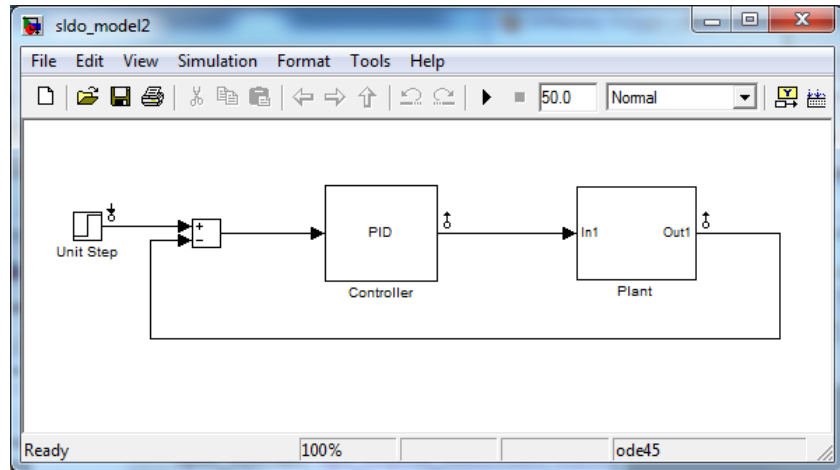 sldo_model2
File Edit View Simulation Format Tools Help
50.0 Normal
+
−
Unit Step
PID
Controller
In1 Out1
Plant
Ready 100% ode45